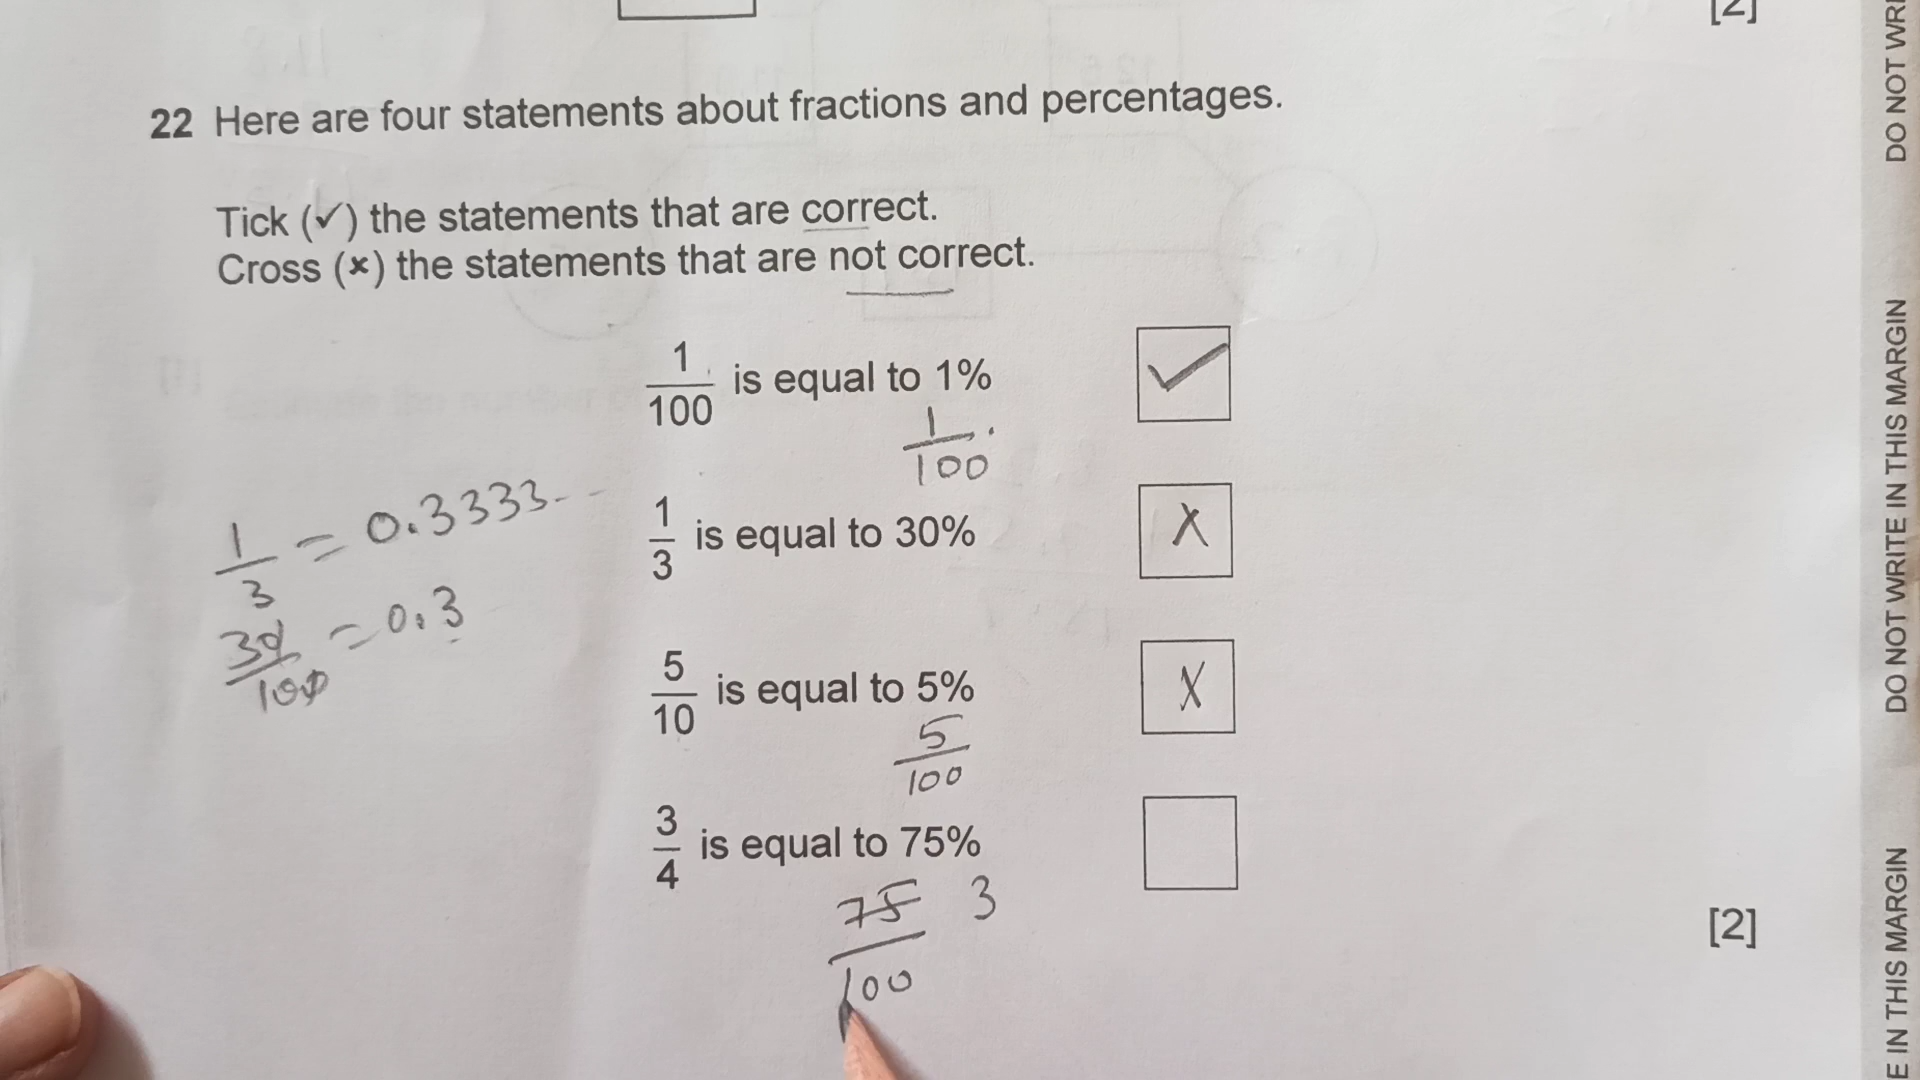 [2]
22 Here are four statements about fractions and percentages.
Tick (✓) the statements that are correct.
Cross (×) the statements that are not correct.
1/100 is equal to 1% ✓
1/100
1/3 = 0.3333--
1/3 is equal to 30% X
30/100 = 0.3
5/10 is equal to 5% X
5/100
3/4 is equal to 75%
75/100 3
[2]
DO NOT WRI
DO NOT WRITE IN THIS MARGIN
E IN THIS MARGIN